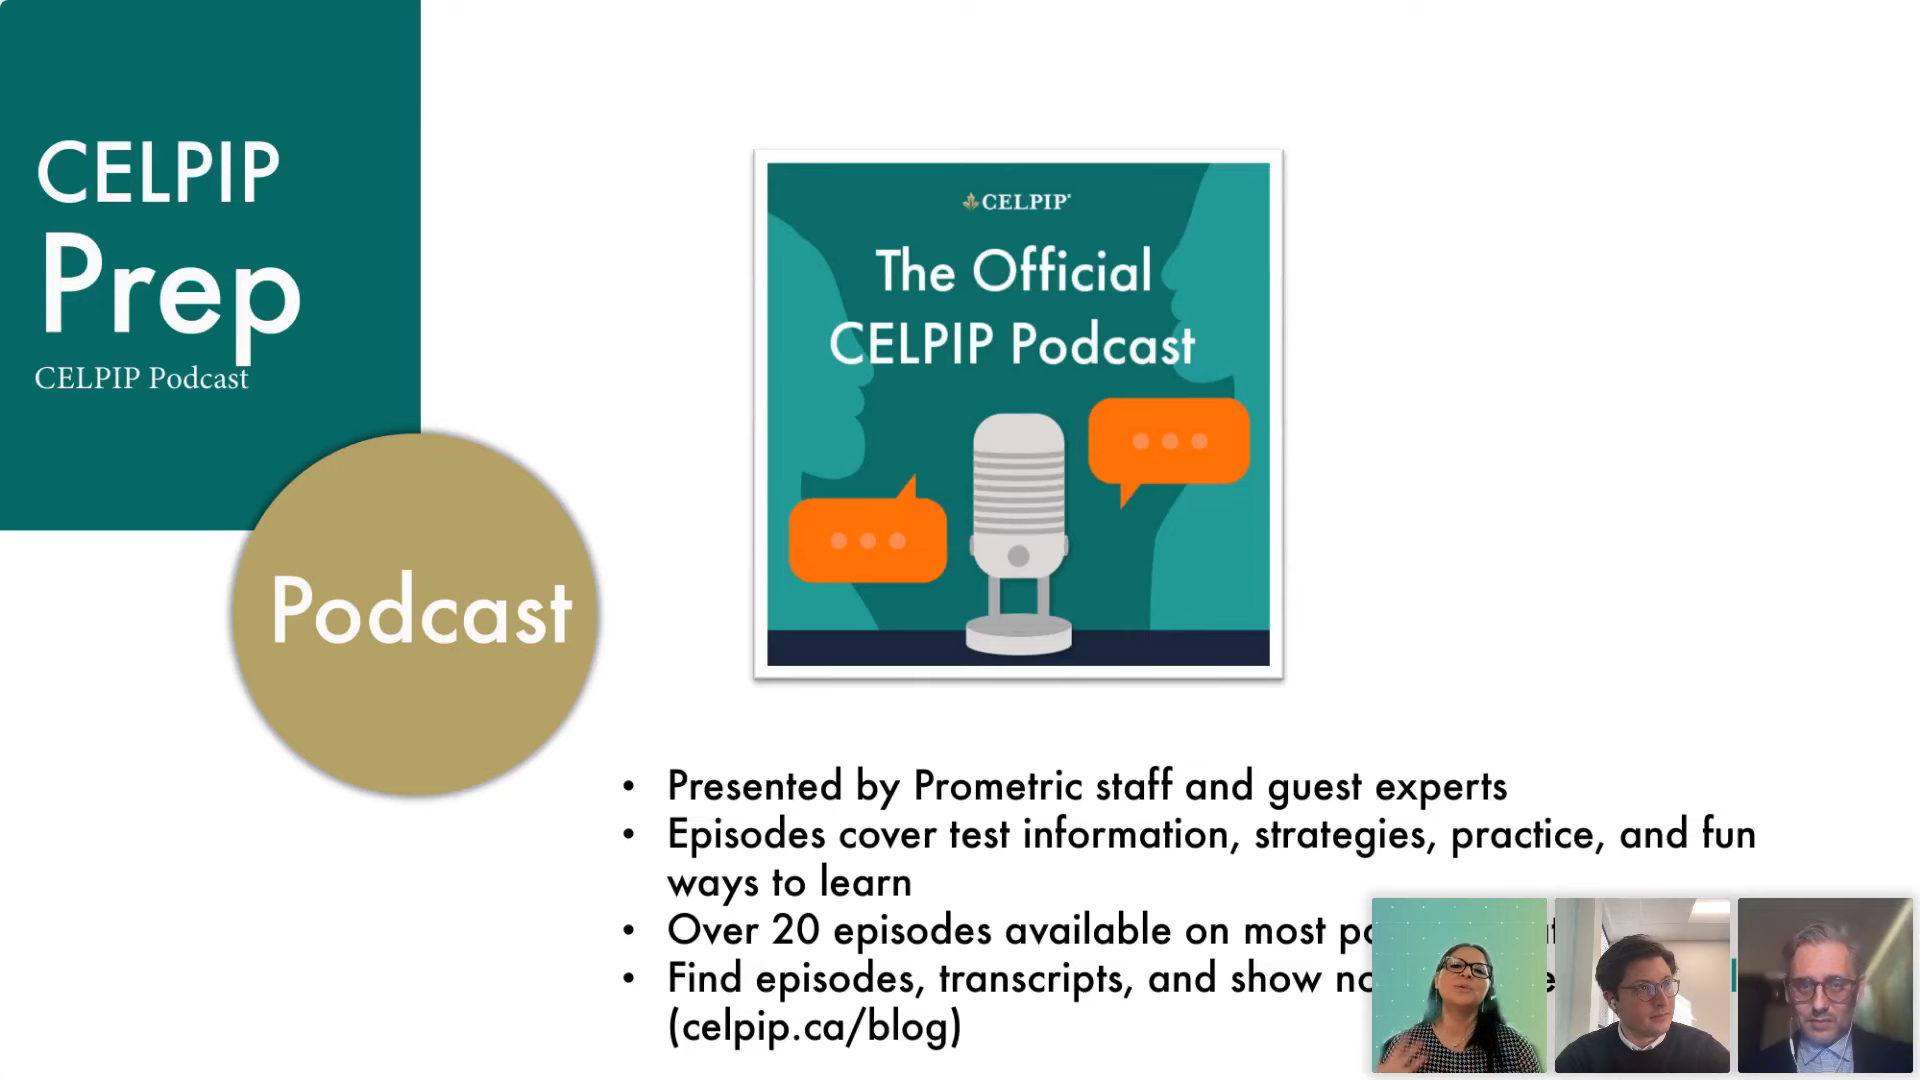 CELPIP
Prep
CELPIP Podcast
CELPIP
The Official
CELPIP Podcast
Podcast
• Presented by Prometric staff and guest experts
• Episodes cover test information, strategies, practice, and fun
ways to learn
• Over 20 episodes available on most
• Find episodes, transcripts, and show
(celpip.ca/blog)